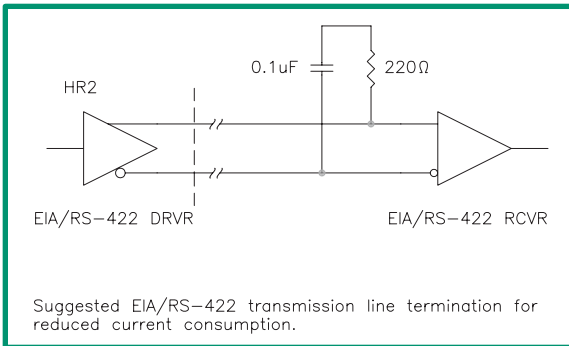 0.1uF
220Ω
HR2
EIA/RS-422 DRVR
EIA/RS-422 RCVR
Suggested EIA/RS-422 transmission line termination for
reduced current consumption.